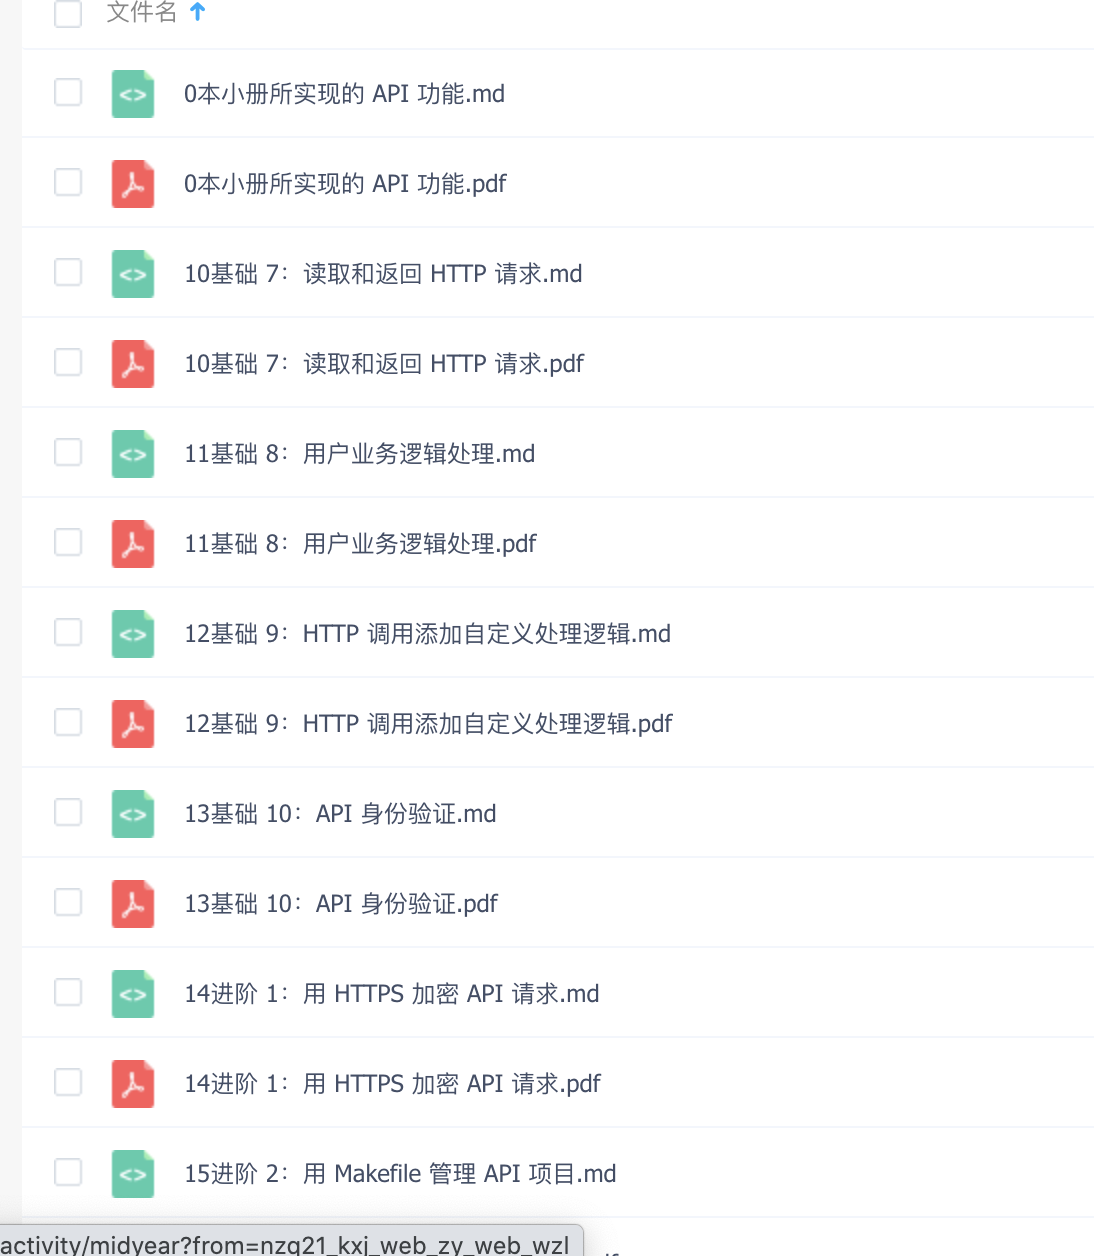 文件名
0本小册所实现的 API 功能.md
0本小册所实现的 API 功能.pdf
10基础 7：读取和返回 HTTP 请求.md
10基础 7：读取和返回 HTTP 请求.pdf
11基础 8：用户业务逻辑处理.md
11基础 8：用户业务逻辑处理.pdf
12基础 9：HTTP 调用添加自定义处理逻辑.md
12基础 9：HTTP 调用添加自定义处理逻辑.pdf
13基础 10：API 身份验证.md
13基础 10：API 身份验证.pdf
14进阶 1：用 HTTPS 加密 API 请求.md
14进阶 1：用 HTTPS 加密 API 请求.pdf
15进阶 2：用 Makefile 管理 API 项目.md
activity/midyear?from=nzq21_kxj_web_zy_web_wzl